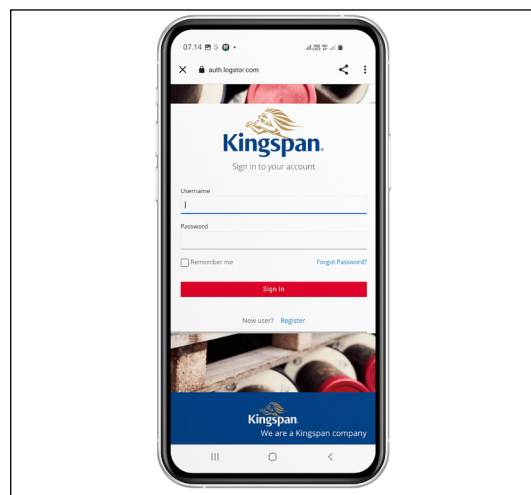 07.14
auth.logstor.com
Kingspan.
Sign in to your account
Username
Password
Remember me
Forgot Password?
Sign In
New user? Register
Kingspan.
We are a Kingspan company